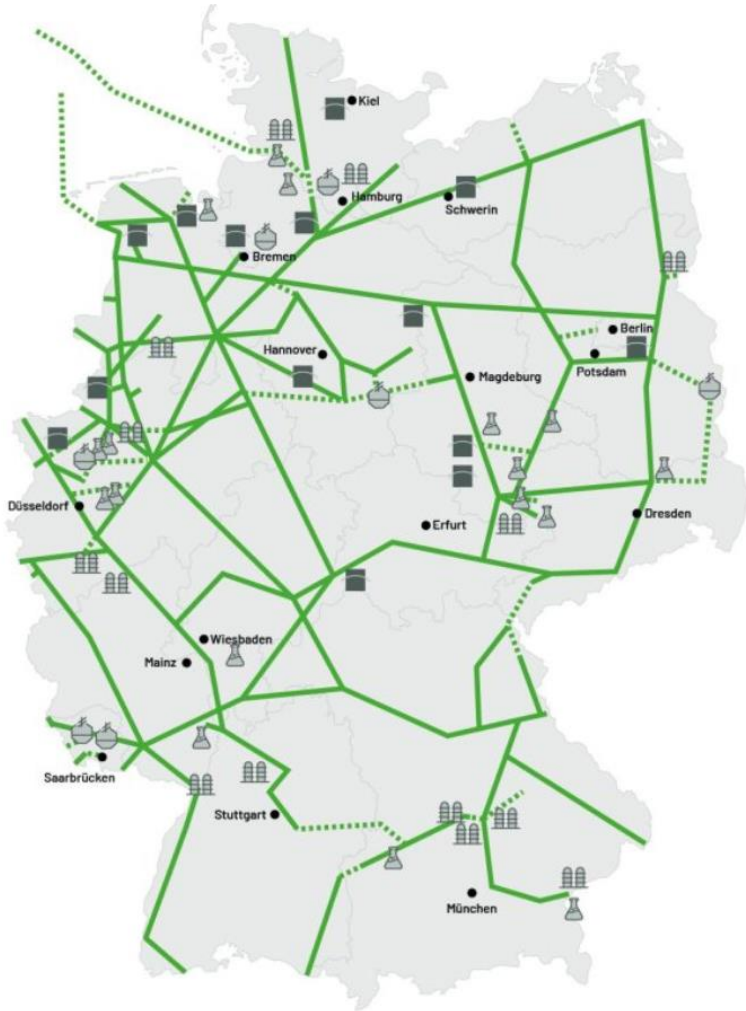 Kiel
Hamburg
Schwerin
Bremen
Berlin
Hannover
Potsdam
Magdeburg
Düsseldorf
Dresden
Erfurt
Wiesbaden
Mainz
Saarbrücken
Stuttgart
München